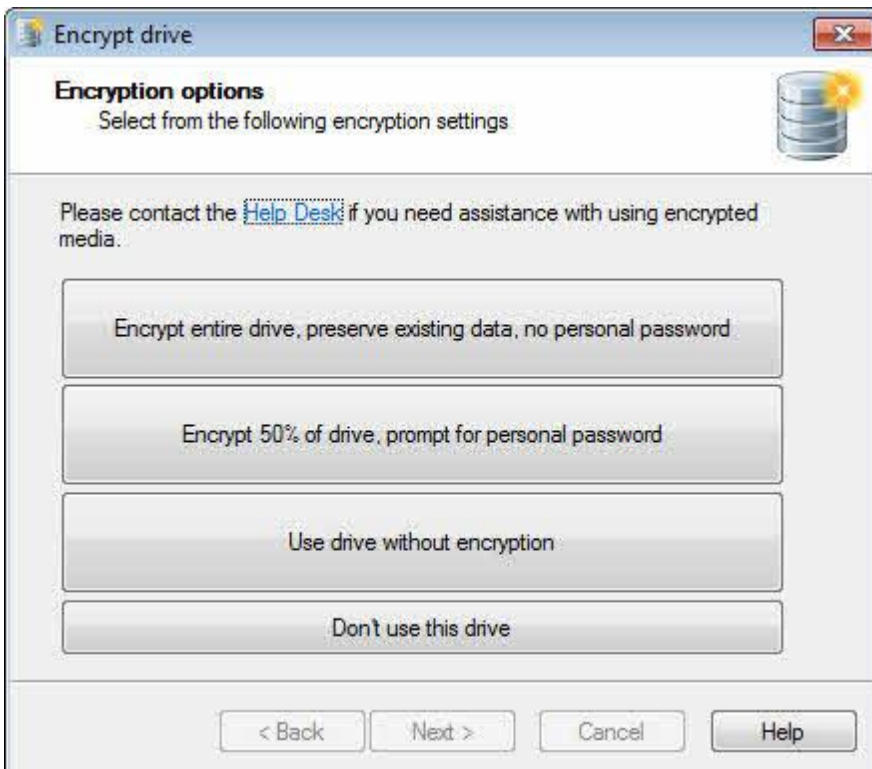 Encrypt drive
Encryption options
Select from the following encryption settings
Please contact the Help Desk if you need assistance with using encrypted
media.
Encrypt entire drive, preserve existing data, no personal password
Encrypt 50% of drive, prompt for personal password
Use drive without encryption
Don't use this drive
< Back Next > Cancel Help